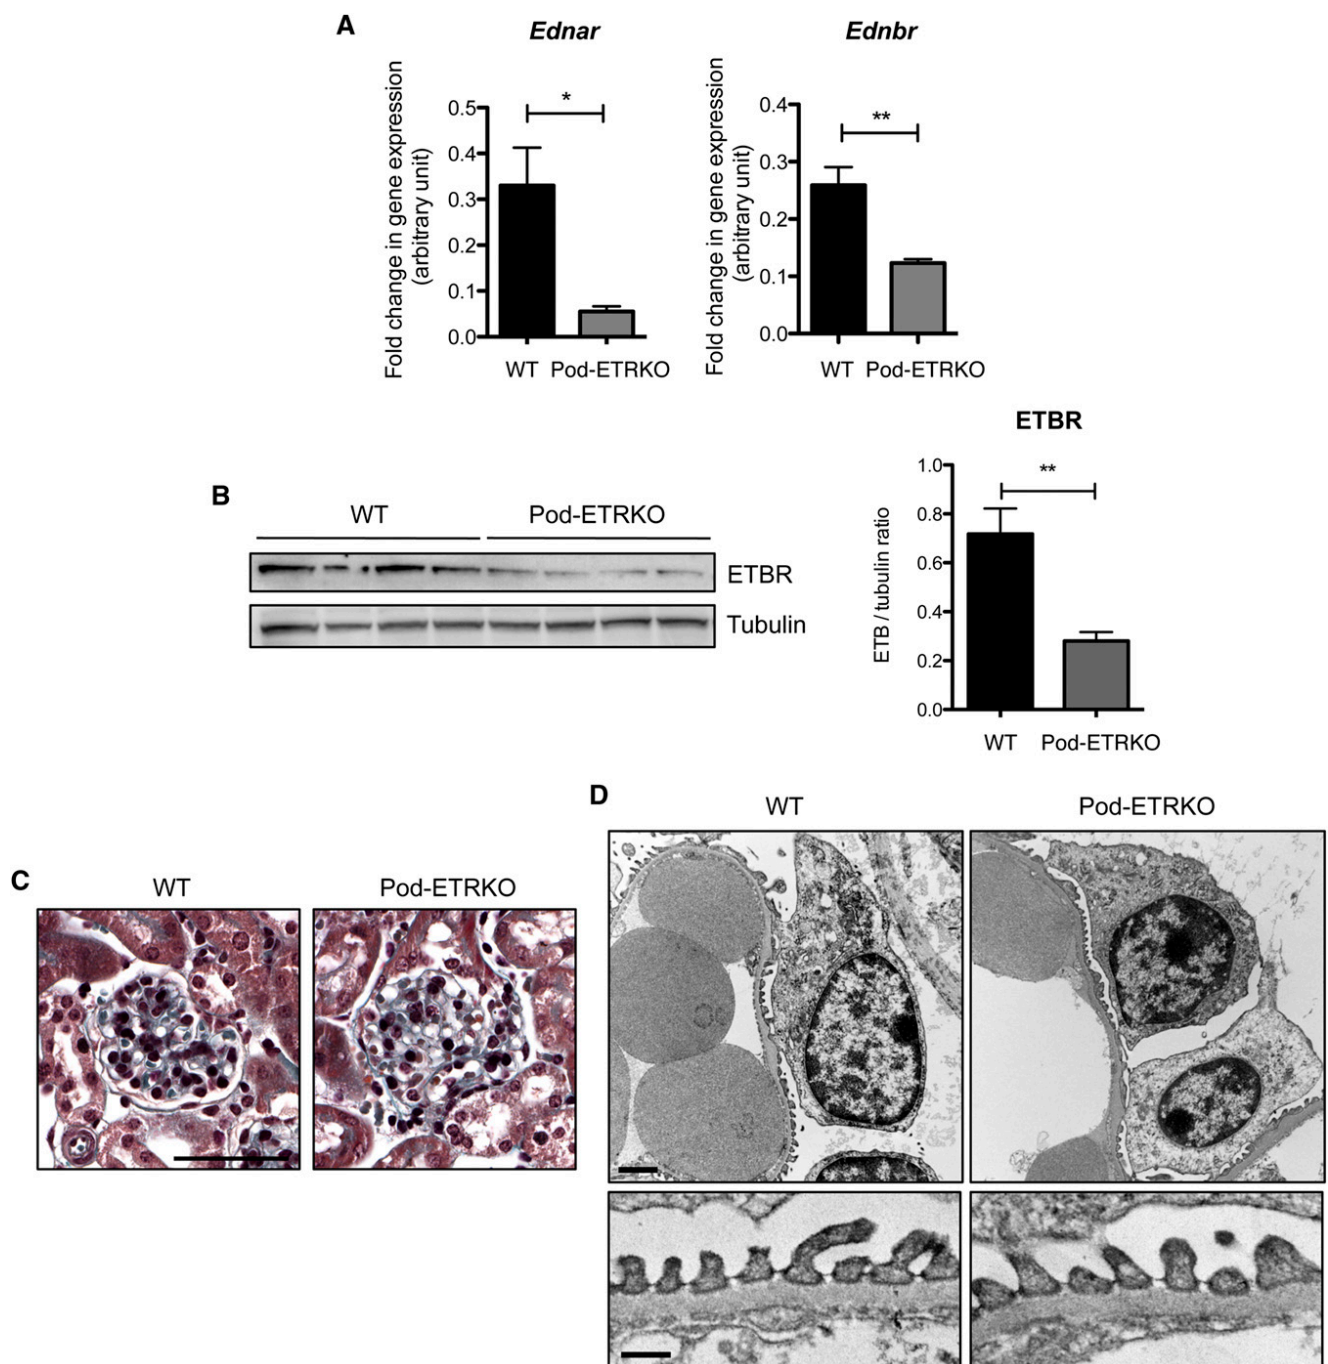 A
Ednar
Fold change in gene expression
(arbitrary unit)
0.5
0.4
0.3
0.2
0.1
0.0
*
WT Pod-ETRKO
Ednbr
Fold change in gene expression
(arbitrary unit)
0.4
0.3
0.2
0.1
0.0
**
WT Pod-ETRKO
B
WT Pod-ETRKO
ETBR
Tubulin
ETBR
ETB / tubulin ratio
1.0
0.8
0.6
0.4
0.2
0.0
**
WT Pod-ETRKO
C
WT Pod-ETRKO
D
WT Pod-ETRKO